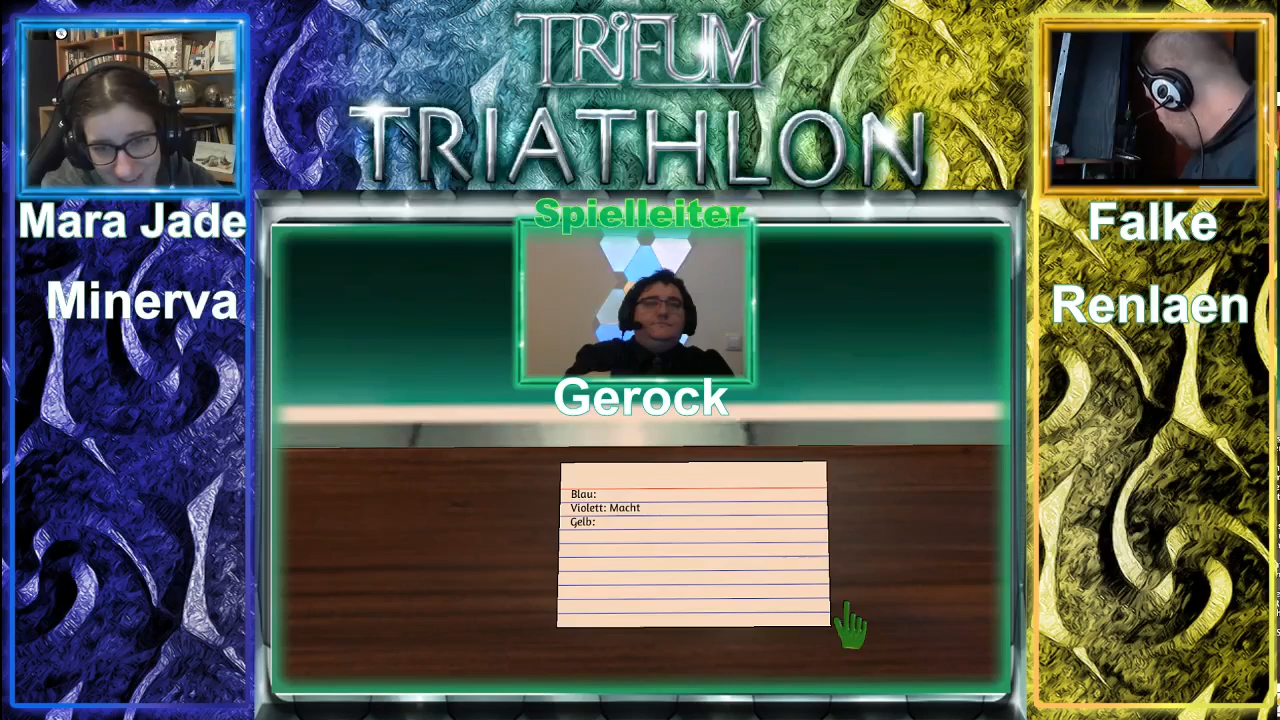 TRiFUM
TRIATHLON
Mara Jade
Minerva
Spielleiter
Gerock
Falke
Renlaen
Blau:
Violett: Macht
Gelb: